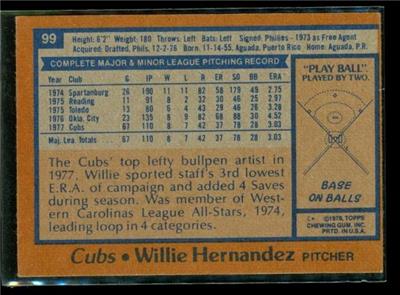 99
Height: 6'2" Weight: 180 Throws: Left Bats: Left Signed: Phillies - 1973 as Free Agent
Acquired: Drafted, Phils, 12-2-76 Born: 11-14-55, Aguada, Puerto Rico Home: Aguada, P.R.
COMPLETE MAJOR & MINOR LEAGUE PITCHING RECORD
Year Club G IP W L R ER SO BB ERA
1974 Spartanburg 26 190 11 11 82 58 179 49 2.75
1975 Reading 11 91 8 2 37 30 46
1975 Toledo 13 80 6 4 43 29
1976 Okla. City 23 135 8 9 82 68 88 30 4.52
1977 Cubs 67 110 8 7 42 37 78 28 3.03
Maj. Lea. Totals 67 110 8 7 42 37 78 28 3.03
The Cubs' top lefty bullpen artist in
1977, Willie sported staff's 3rd lowest
E.R.A. of campaign and added 4 Saves
during season. Was member of West-
ern Carolinas League All-Stars, 1974,
leading loop in 4 categories.
"PLAY BALL"
PLAYED BY TWO.
BASE
ON BALLS
© 1978, TOPPS
CHEWING GUM, INC.
PRTD. IN U.S.A.
Cubs • Willie Hernandez PITCHER